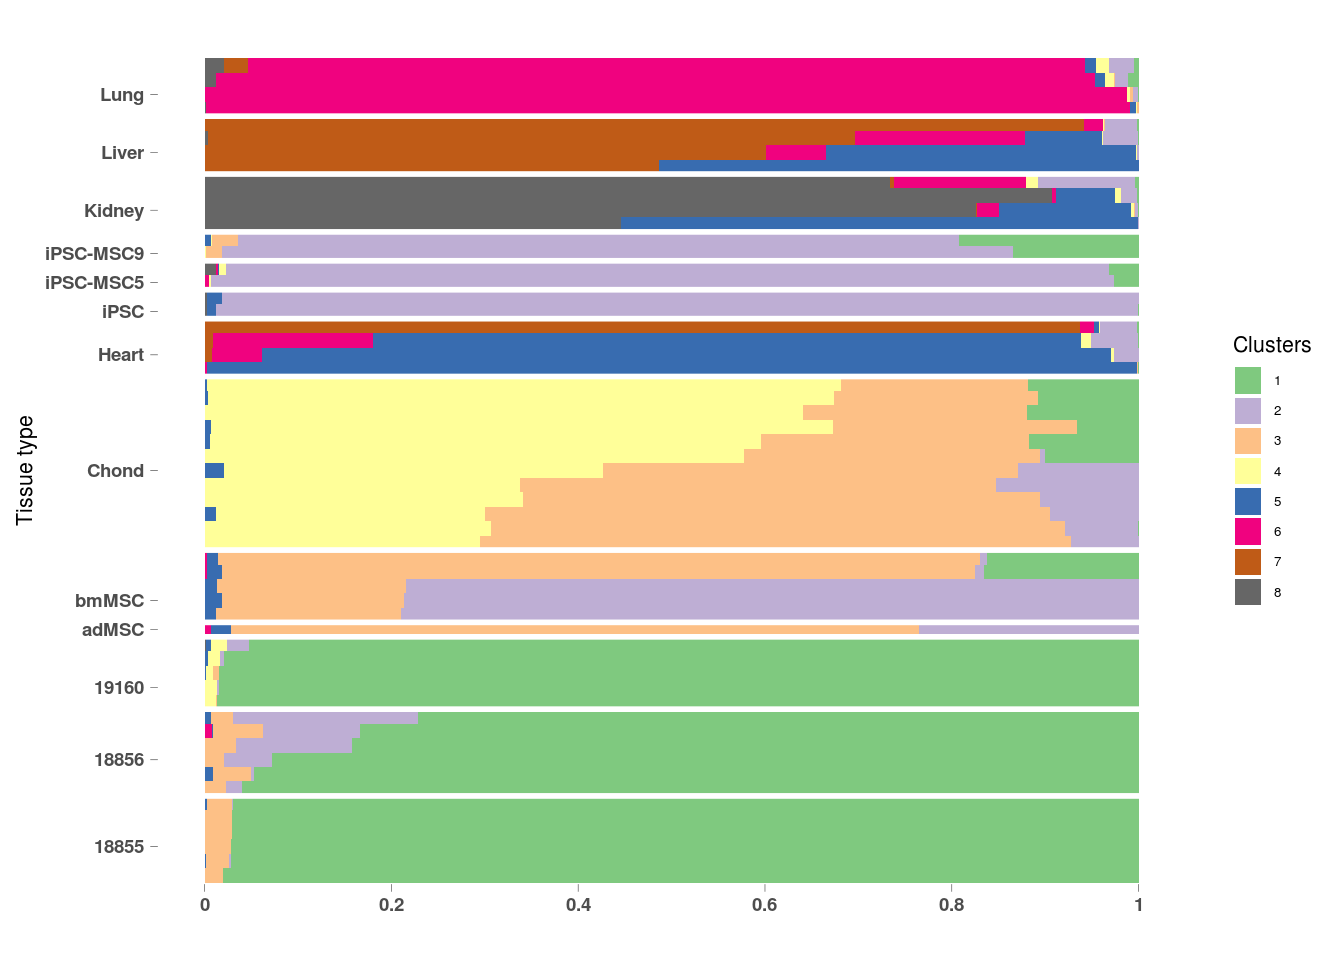 Lung
Liver
Kidney
iPSC-MSC9
iPSC-MSC5
iPSC
Heart
Chond
bmMSC
adMSC
19160
18856
18855
Tissue type
0 0.2 0.4 0.6 0.8 1
Clusters
1
2
3
4
5
6
7
8